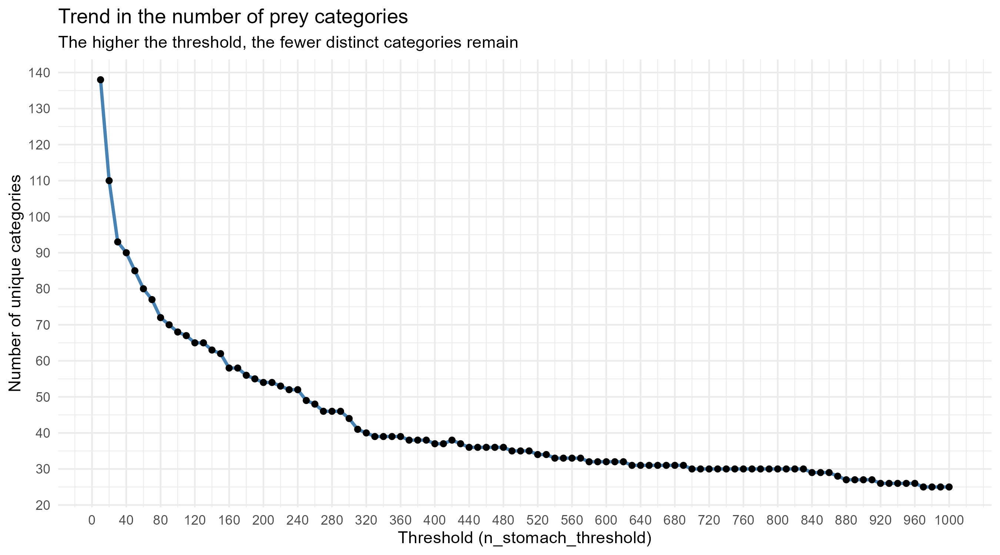 Trend in the number of prey categories
The higher the threshold, the fewer distinct categories remain
Number of unique categories
140
130
120
110
100
90
80
70
60
50
40
30
20
0 40 80 120 160 200 240 280 320 360 400 440 480 520 560 600 640 680 720 760 800 840 880 920 960 1000
Threshold (n_stomach_threshold)